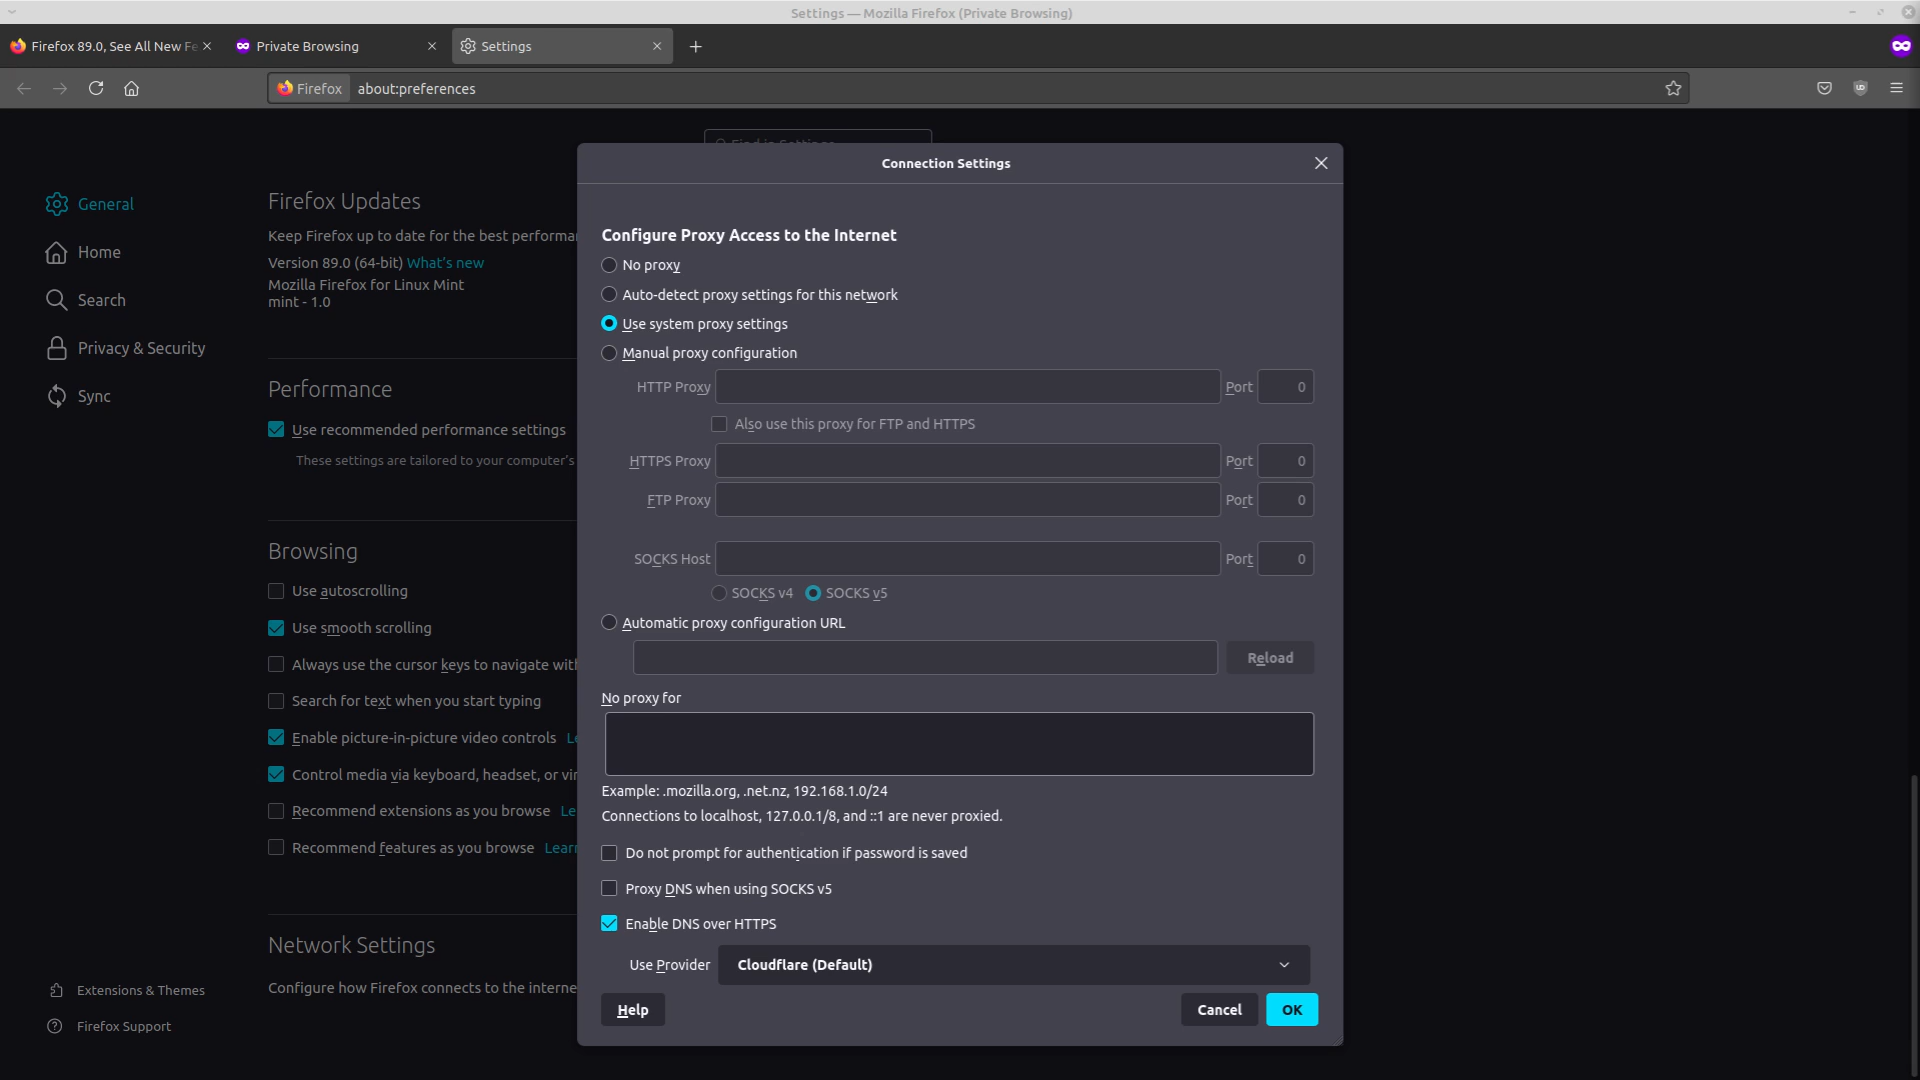 Settings — Mozilla Firefox (Private Browsing)
Firefox 89.0, See All New Fe
Private Browsing
Settings
Firefox
about:preferences
Find in Settings
Connection Settings
General
Home
Search
Privacy & Security
Sync
Extensions & Themes
Firefox Support
Firefox Updates
Keep Firefox up to date for the best performa
Version 89.0 (64-bit) What's new
Mozilla Firefox for Linux Mint
mint - 1.0
Performance
Use recommended performance settings
These settings are tailored to your computer's
Browsing
Use autoscrolling
Use smooth scrolling
Always use the cursor keys to navigate with
Search for text when you start typing
Enable picture-in-picture video controls Le
Control media via keyboard, headset, or vir
Recommend extensions as you browse Le
Recommend features as you browse Learn
Network Settings
Configure how Firefox connects to the interne
Configure Proxy Access to the Internet
No proxy
Auto-detect proxy settings for this network
Use system proxy settings
Manual proxy configuration
HTTP Proxy Port 0
Also use this proxy for FTP and HTTPS
HTTPS Proxy Port 0
FTP Proxy Port 0
SOCKS Host Port 0
SOCKS v4 SOCKS v5
Automatic proxy configuration URL
Reload
No proxy for
Example: .mozilla.org, .net.nz, 192.168.1.0/24
Connections to localhost, 127.0.0.1/8, and ::1 are never proxied.
Do not prompt for authentication if password is saved
Proxy DNS when using SOCKS v5
Enable DNS over HTTPS
Use Provider Cloudflare (Default)
Help Cancel OK